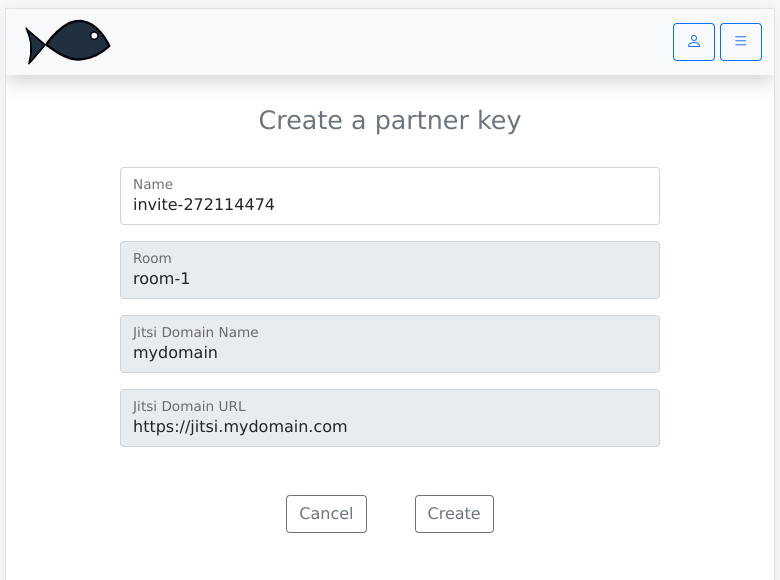 Create a partner key
Name
invite-272114474
Room
room-1
Jitsi Domain Name
mydomain
Jitsi Domain URL
https://jitsi.mydomain.com
Cancel
Create